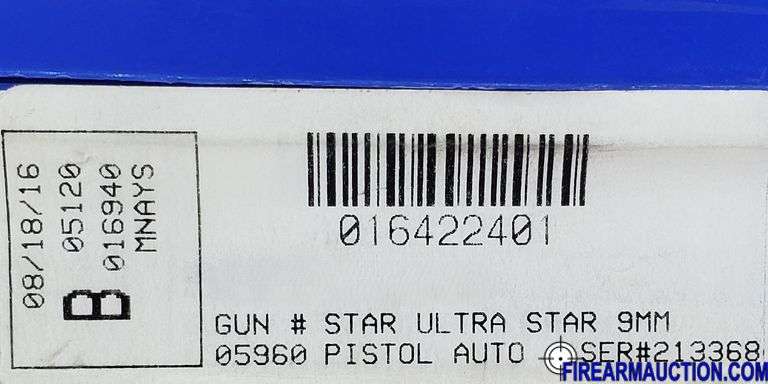 08/18/16
05120
B 016940
MNAYS
016422401
GUN # STAR ULTRA STAR 9MM
05960 PISTOL AUTO SER#213368
FIREARMAUCTION.COM